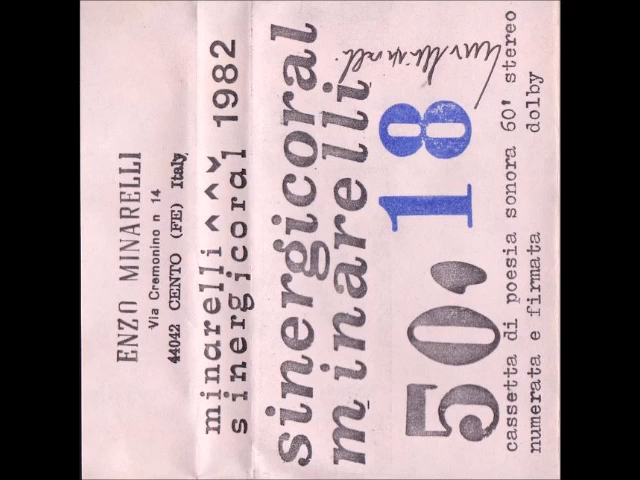 ENZO MINARELLI
Via Cremonino n 14
44042 CENTO (FE) Italy
minarelli ^^ˇ
sinergicoral 1982
sinergicoral
minarelli
50' 18
cassetta di poesia sonora 60' stereo
numerata e firmata dolby